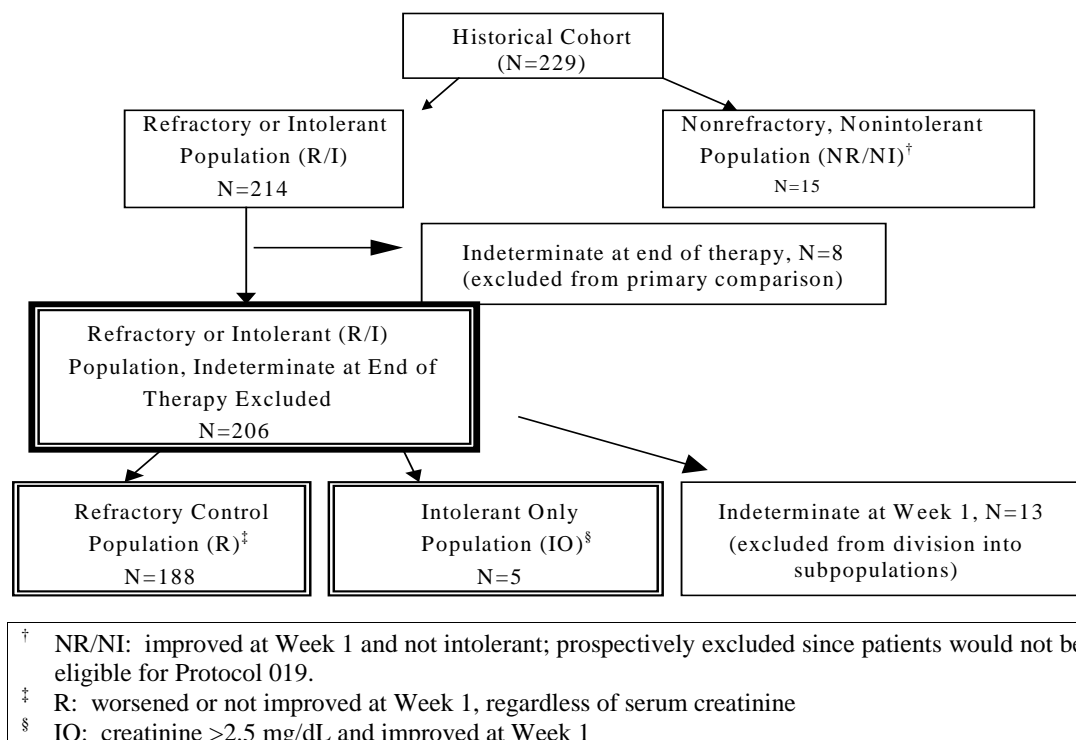 Historical Cohort
(N=229)
Refractory or Intolerant
Population (R/I)
N=214
Nonrefractory, Nonintolerant
Population (NR/NI)†
N=15
Indeterminate at end of therapy, N=8
(excluded from primary comparison)
Refractory or Intolerant (R/I)
Population, Indeterminate at End of
Therapy Excluded
N=206
Refractory Control
Population (R)‡
N=188
Intolerant Only
Population (IO)§
N=5
Indeterminate at Week 1, N=13
(excluded from division into
subpopulations)
† NR/NI: improved at Week 1 and not intolerant; prospectively excluded since patients would not be
eligible for Protocol 019.
‡ R: worsened or not improved at Week 1, regardless of serum creatinine
§ IO: creatinine >2.5 mg/dL and improved at Week 1